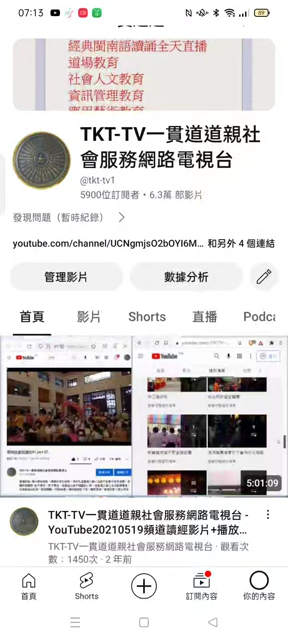 07:13
89
經典閩南語讀誦全天直播
道場教育
社會人文教育
資訊管理教育
TKT-TV一貫道道親社
會服務網路電視台
@tkt-tv1
5900位訂閱者・6.3萬 部影片
發現問題（暫時紀錄）
youtube.com/channel/UCNgmjsO2bOYI6M... 和另外 4 個連結
管理影片
數據分析
首頁
影片
Shorts
直播
Podca
YouTube
YouTube
5:01:09
TKT-TV一貫道道親社會服務網路電視台 -
YouTube20210519頻道讀經影片+播放...
TKT-TV一貫道道親社會服務網路電視台・觀看次
數：1450次・2 年前
首頁
Shorts
訂閱內容
你的內容